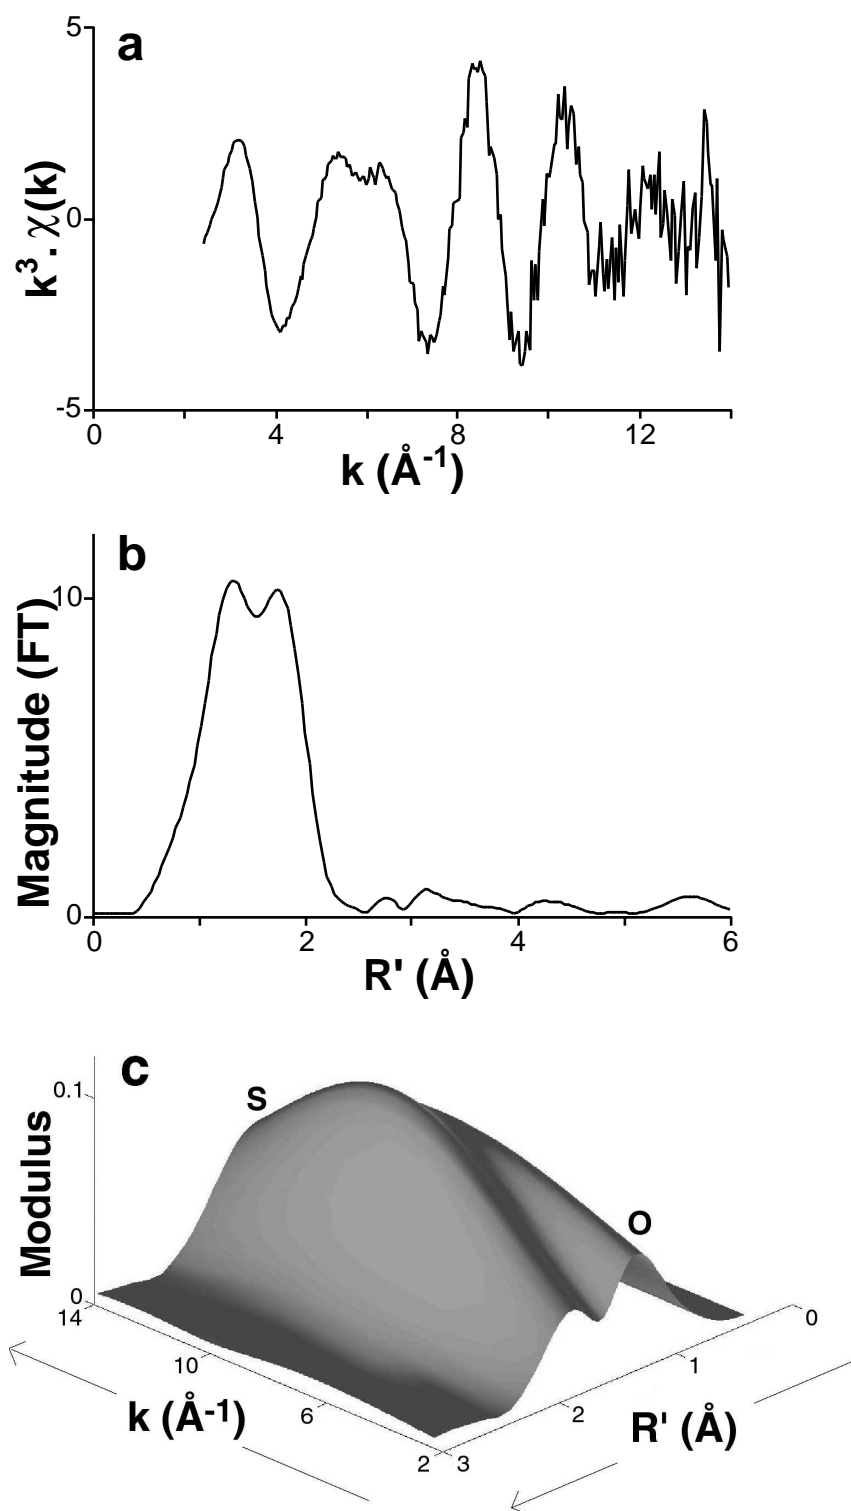 a
5
0
-5
k³. χ(k)
0 4 8 12
k (Å⁻¹)
b
10
0
Magnitude (FT)
0 2 4 6
R' (Å)
c
S
O
0.1
0
Modulus
14
10
6
2
k (Å-1)
3
2
1
0
R' (Å)